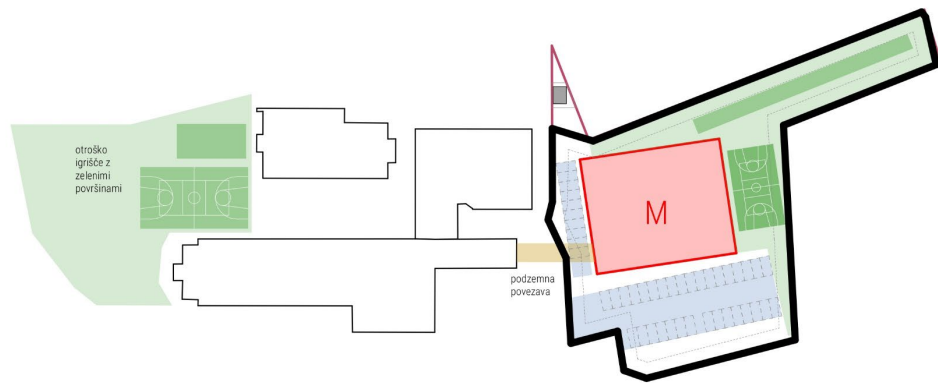 otroško
igrišče z
zelenimi
površinami
M
podzemna
povezava